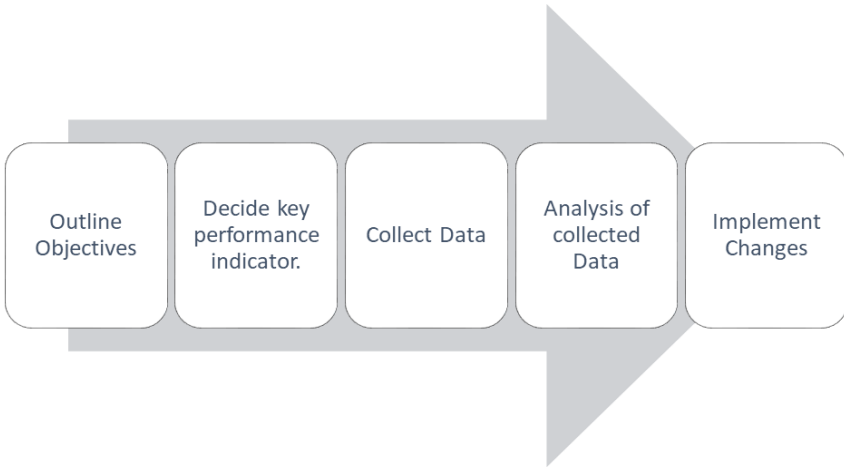 Outline
Objectives
Decide key
performance
indicator.
Collect Data
Analysis of
collected
Data
Implement
Changes